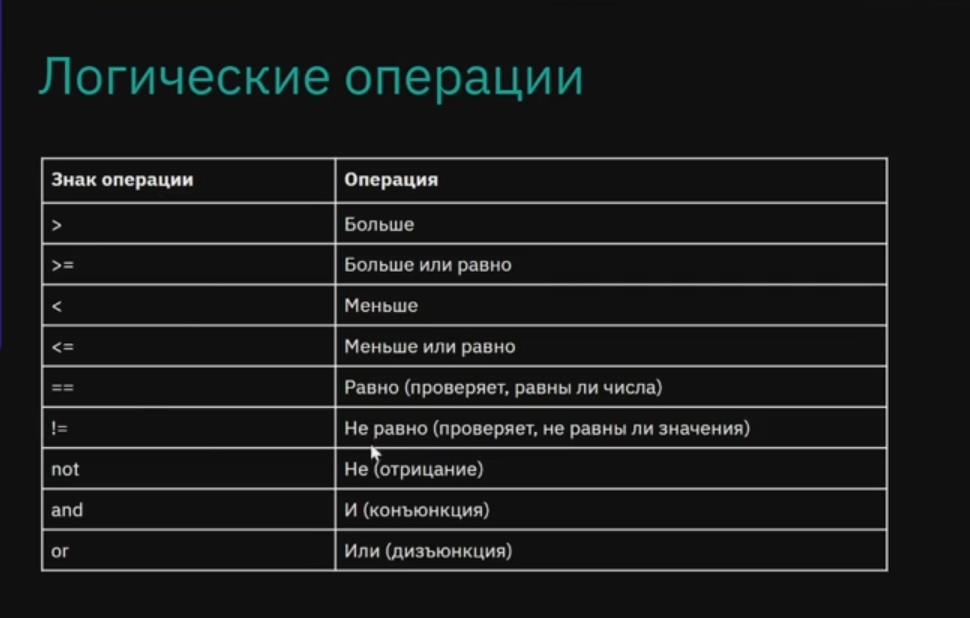 Логические операции
Знак операции Операция
> Больше
>= Больше или равно
< Меньше
<= Меньше или равно
== Равно (проверяет, равны ли числа)
!= Не равно (проверяет, не равны ли значения)
not Не (отрицание)
and И (конъюнкция)
or Или (дизъюнкция)